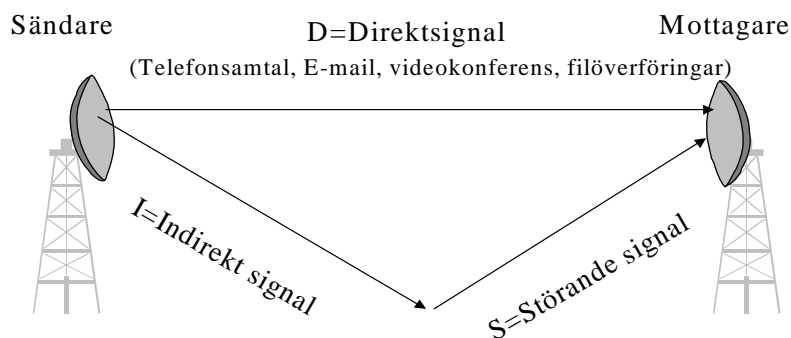 Sändare
D=Direktsignal
Mottagare
(Telefonsamtal, E-mail, videokonferens, filöverföringar)
I=Indirekt signal
S=Störande signal